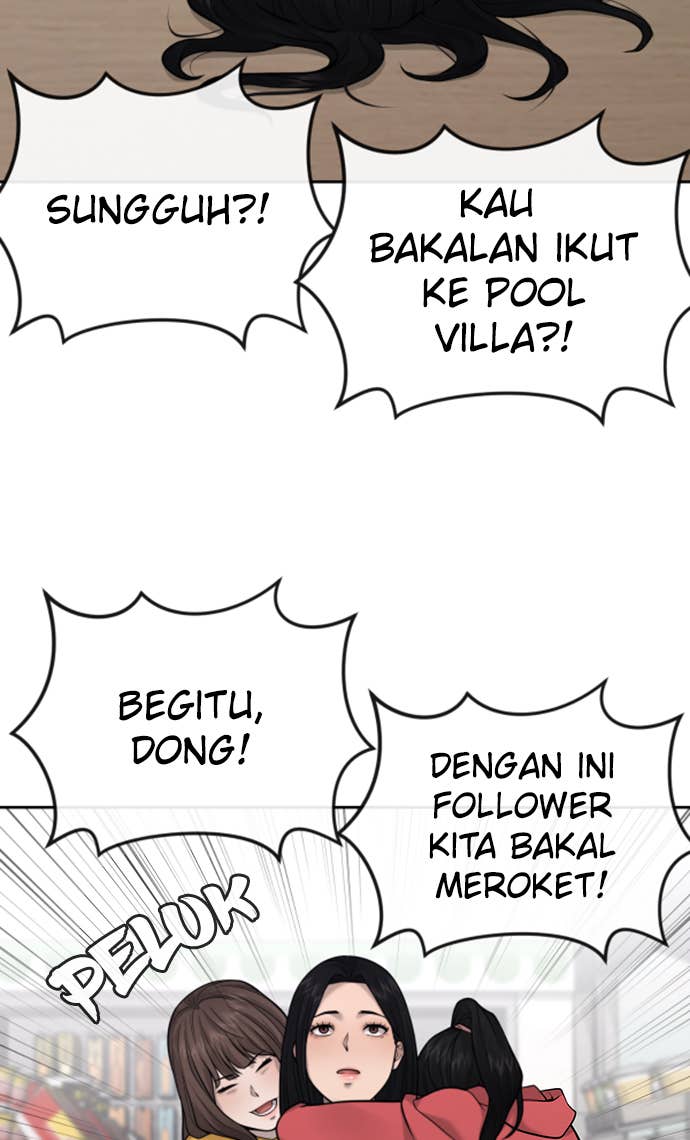 SUNGGUH?!
KAU
BAKALAN IKUT
KE POOL
VILLA?!
BEGITU,
DONG!
DENGAN INI
FOLLOWER
KITA BAKAL
MEROKET!
PELUK